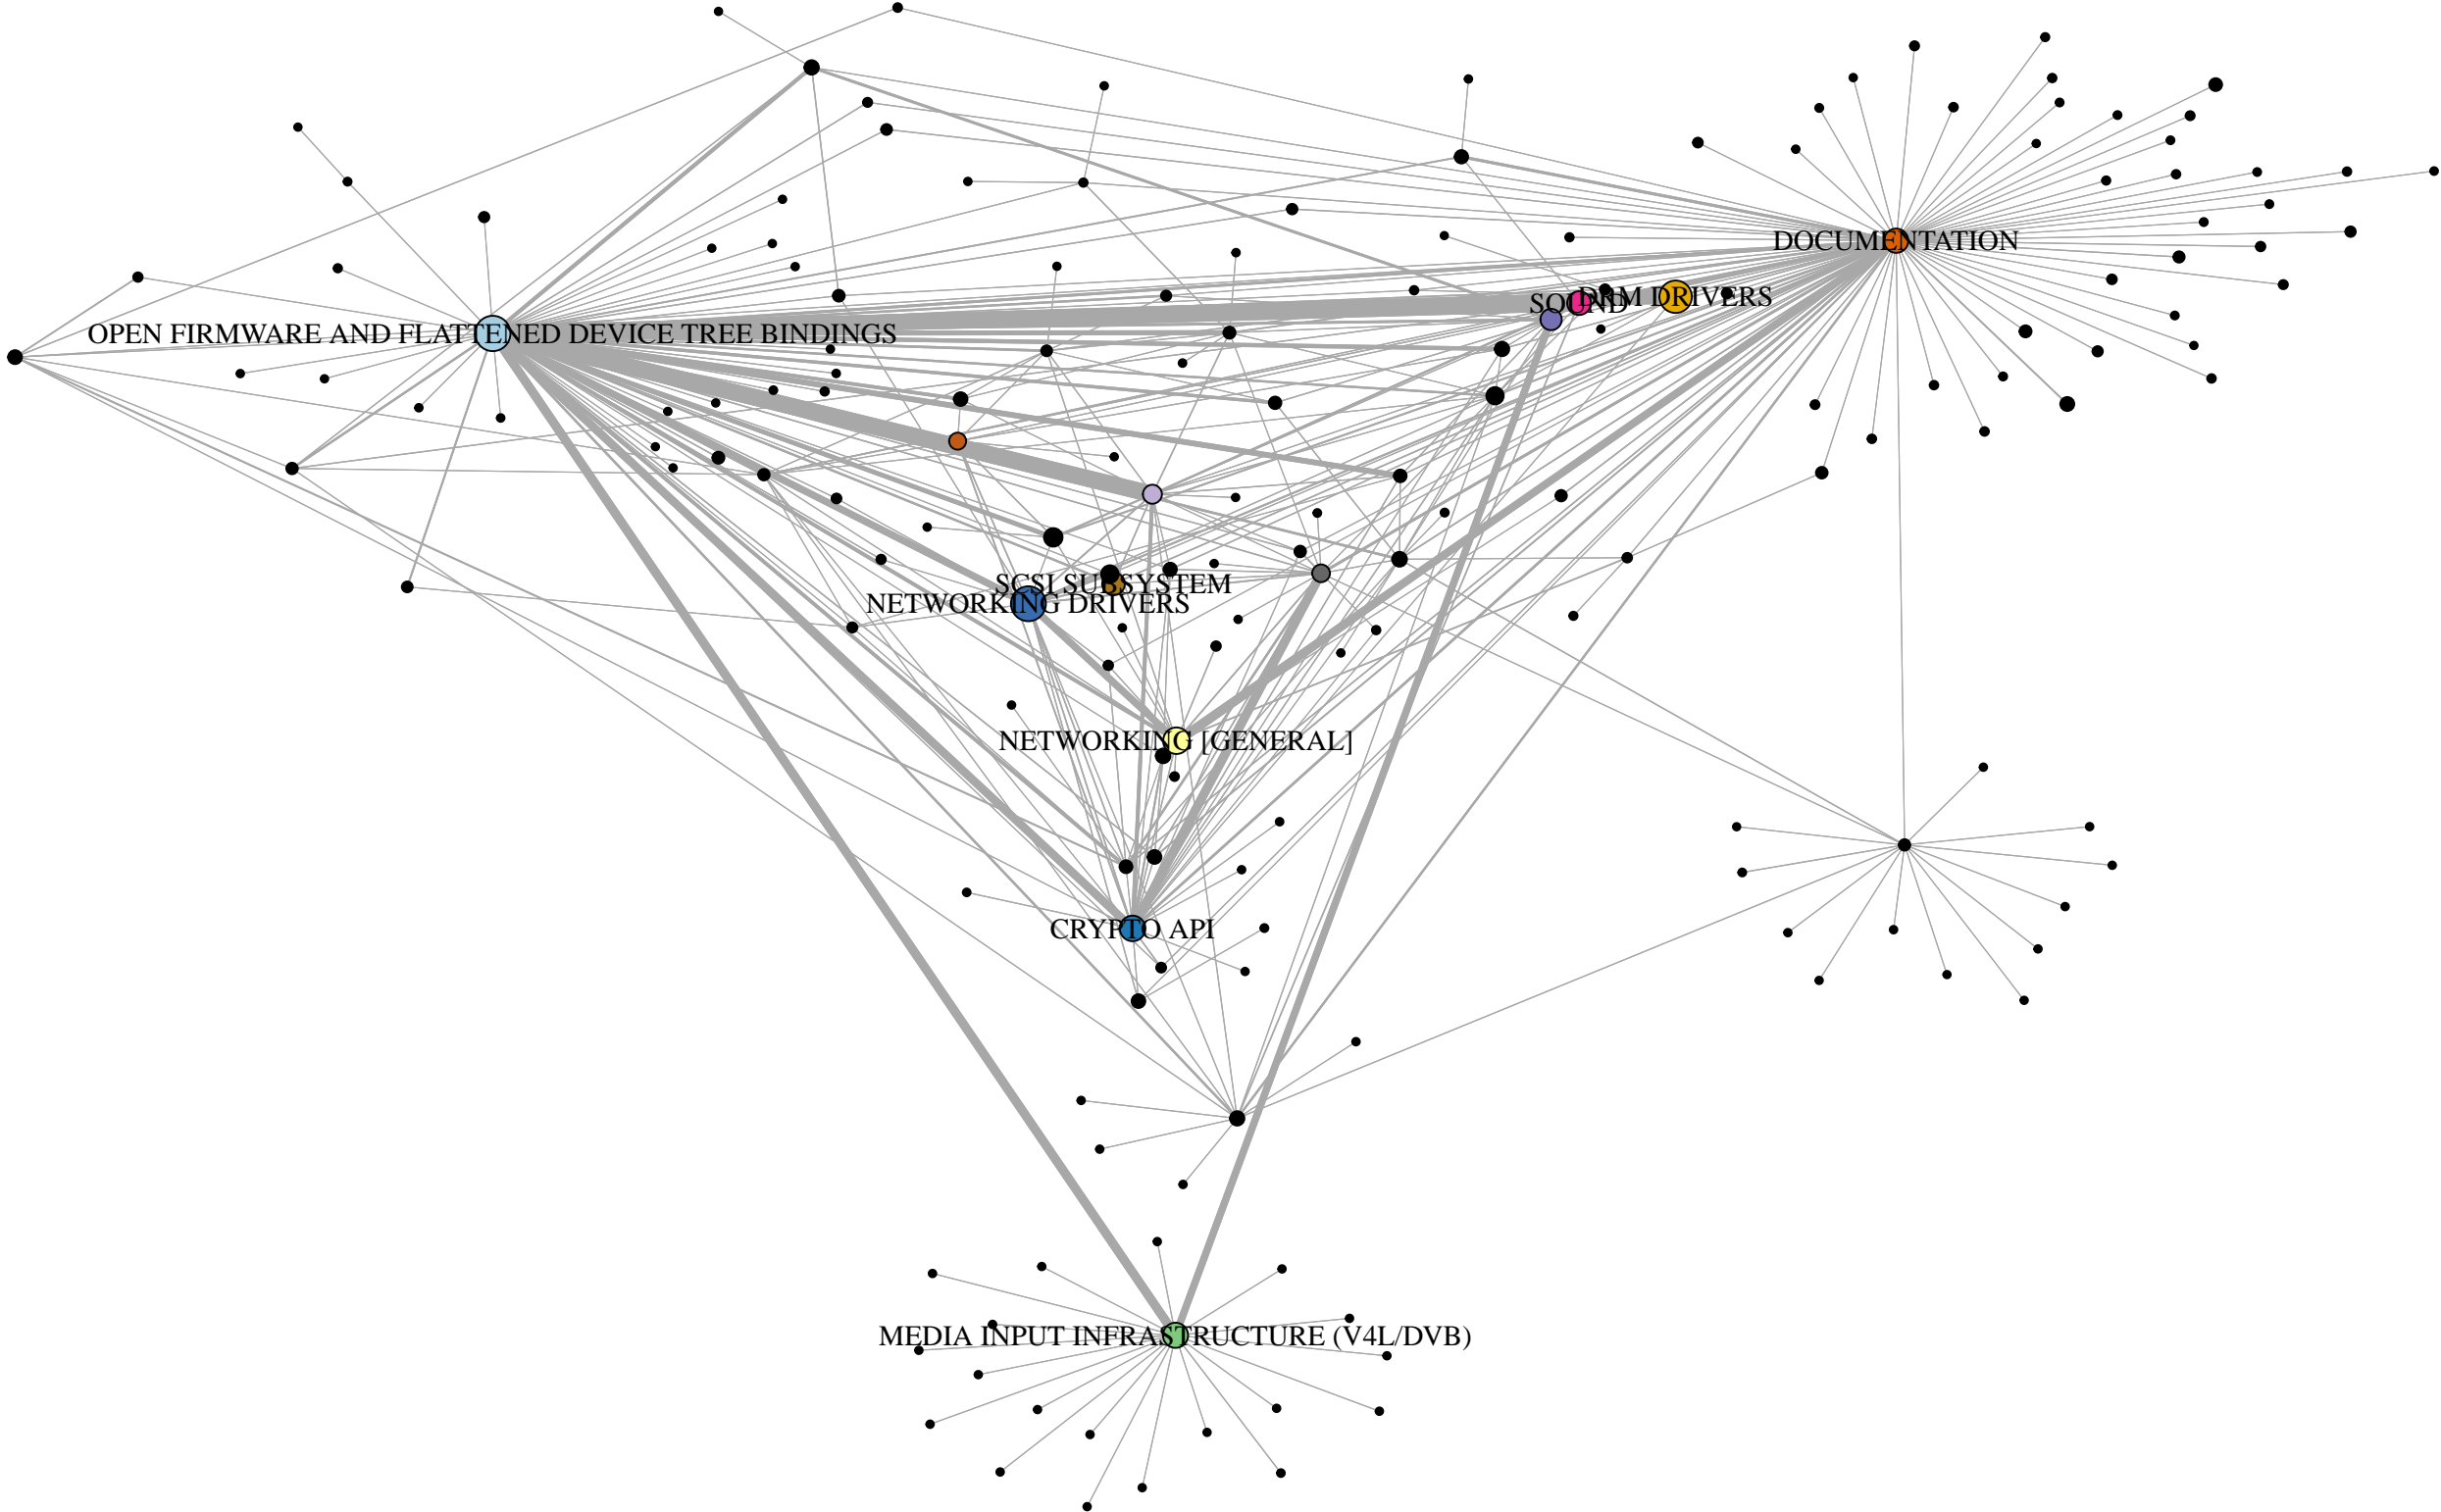 DOCUMENTATION
SOUND
DRM DRIVERS
OPEN FIRMWARE AND FLATTENED DEVICE TREE BINDINGS
SCSI SUBSYSTEM
NETWORKING DRIVERS
NETWORKING [GENERAL]
CRYPTO API
MEDIA INPUT INFRASTRUCTURE (V4L/DVB)